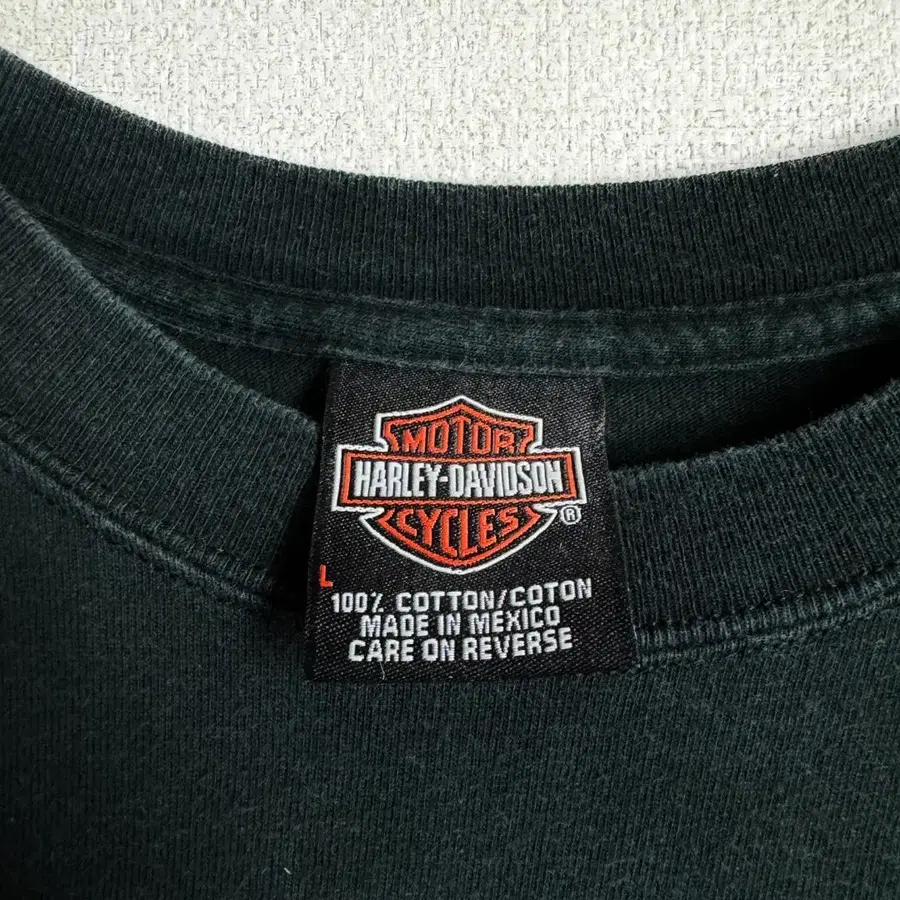 MOTOR
HARLEY-DAVIDSON
CYCLES
®
L
100% COTTON/COTON
MADE IN MEXICO
CARE ON REVERSE